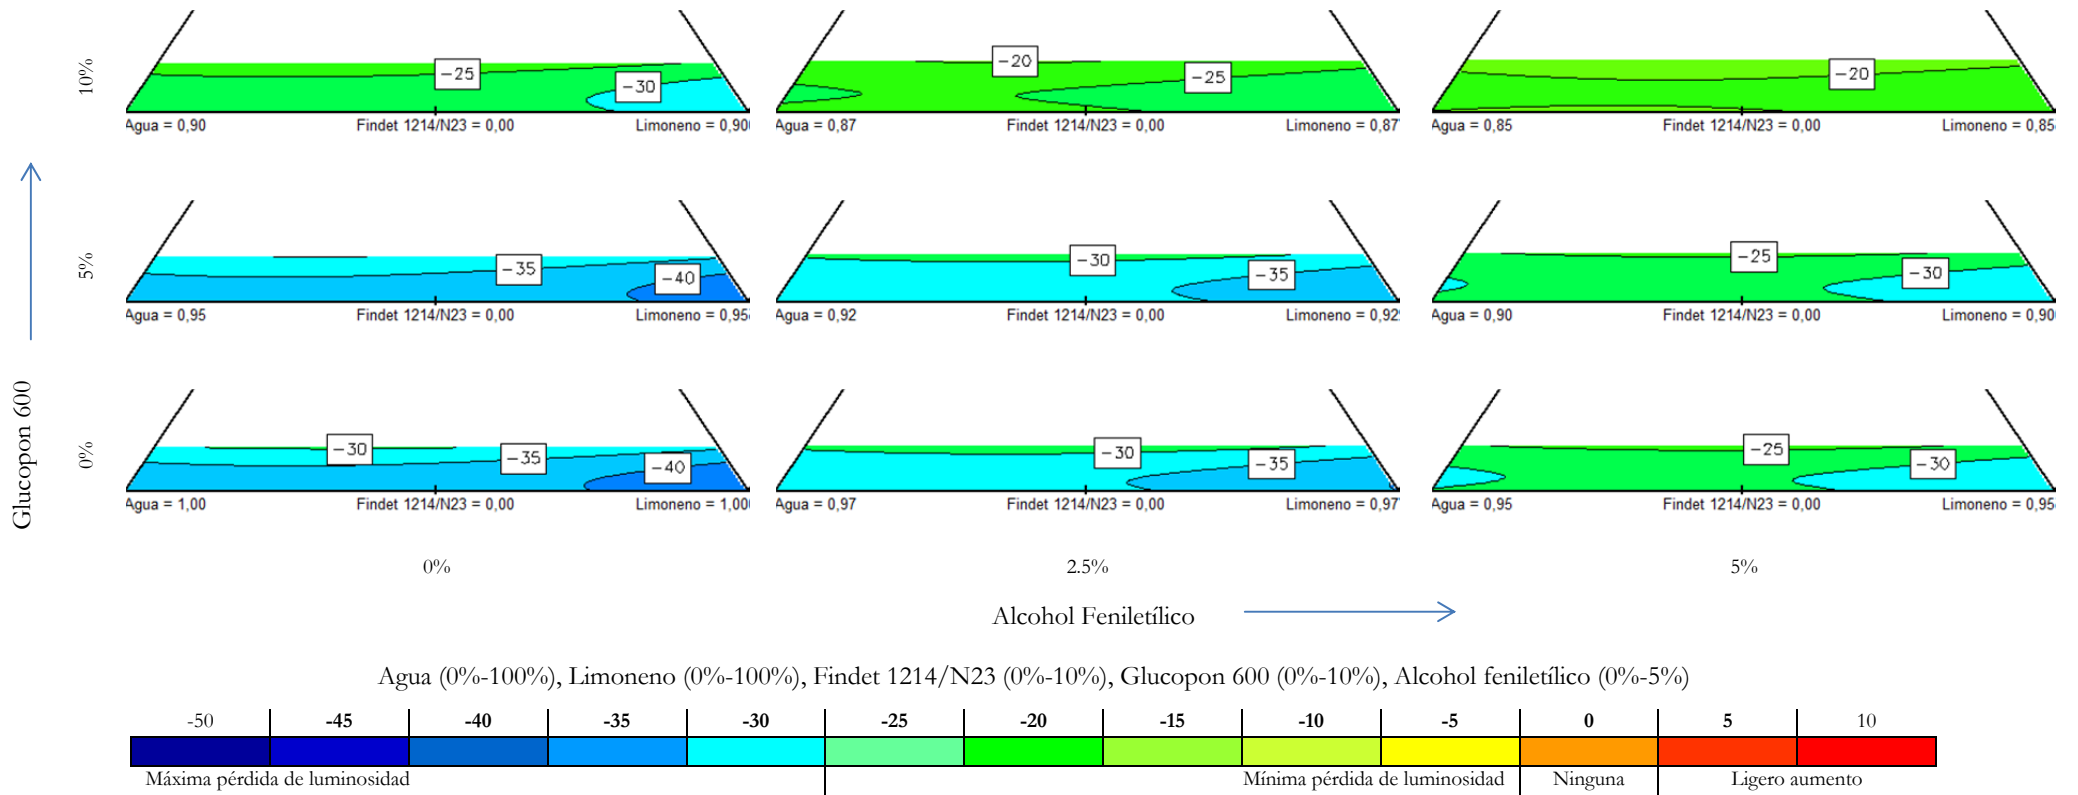 10%
-25
-30
Agua = 0,90 Findet 1214/N23 = 0,00 Limoneno = 0,90
-20
-25
Agua = 0,87 Findet 1214/N23 = 0,00 Limoneno = 0,87
-20
Agua = 0,85 Findet 1214/N23 = 0,00 Limoneno = 0,85
5%
-35
-40
Agua = 0,95 Findet 1214/N23 = 0,00 Limoneno = 0,95
-30
-35
Agua = 0,92 Findet 1214/N23 = 0,00 Limoneno = 0,92
-25
-30
Agua = 0,90 Findet 1214/N23 = 0,00 Limoneno = 0,90
Glucopon 600
0%
-30
-35
-40
Agua = 1,00 Findet 1214/N23 = 0,00 Limoneno = 1,00
-30
-35
Agua = 0,97 Findet 1214/N23 = 0,00 Limoneno = 0,97
-25
-30
Agua = 0,95 Findet 1214/N23 = 0,00 Limoneno = 0,95
0% 2.5% 5%
Alcohol Feniletílico
Agua (0%-100%), Limoneno (0%-100%), Findet 1214/N23 (0%-10%), Glucopon 600 (0%-10%), Alcohol feniletílico (0%-5%)
-50 -45 -40 -35 -30 -25 -20 -15 -10 -5 0 5 10
Máxima pérdida de luminosidad Mínima pérdida de luminosidad Ninguna Ligero aumento